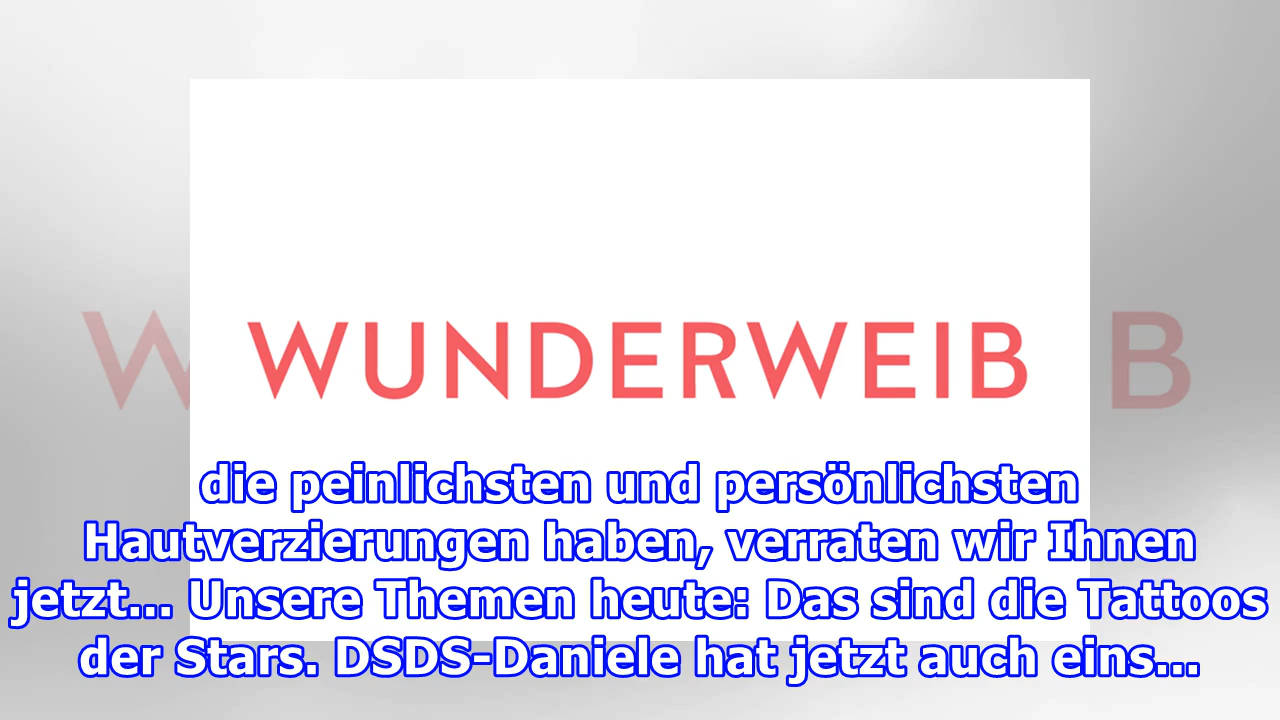 WUNDERWEIB
die peinlichsten und persönlichsten
Hautverzierungen haben, verraten wir Ihnen
jetzt... Unsere Themen heute: Das sind die Tattoos
der Stars. DSDS-Daniele hat jetzt auch eins...